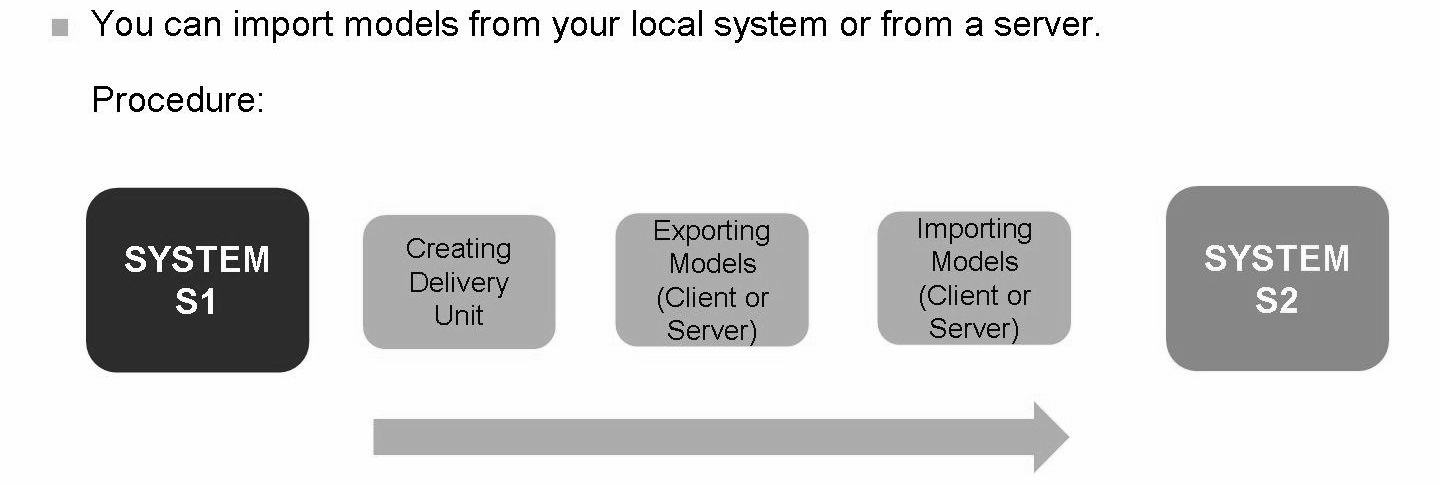 You can import models from your local system or from a server.
Procedure:
SYSTEM
S1
Creating
Delivery
Unit
Exporting
Models
(Client or
Server)
Importing
Models
(Client or
Server)
SYSTEM
S2